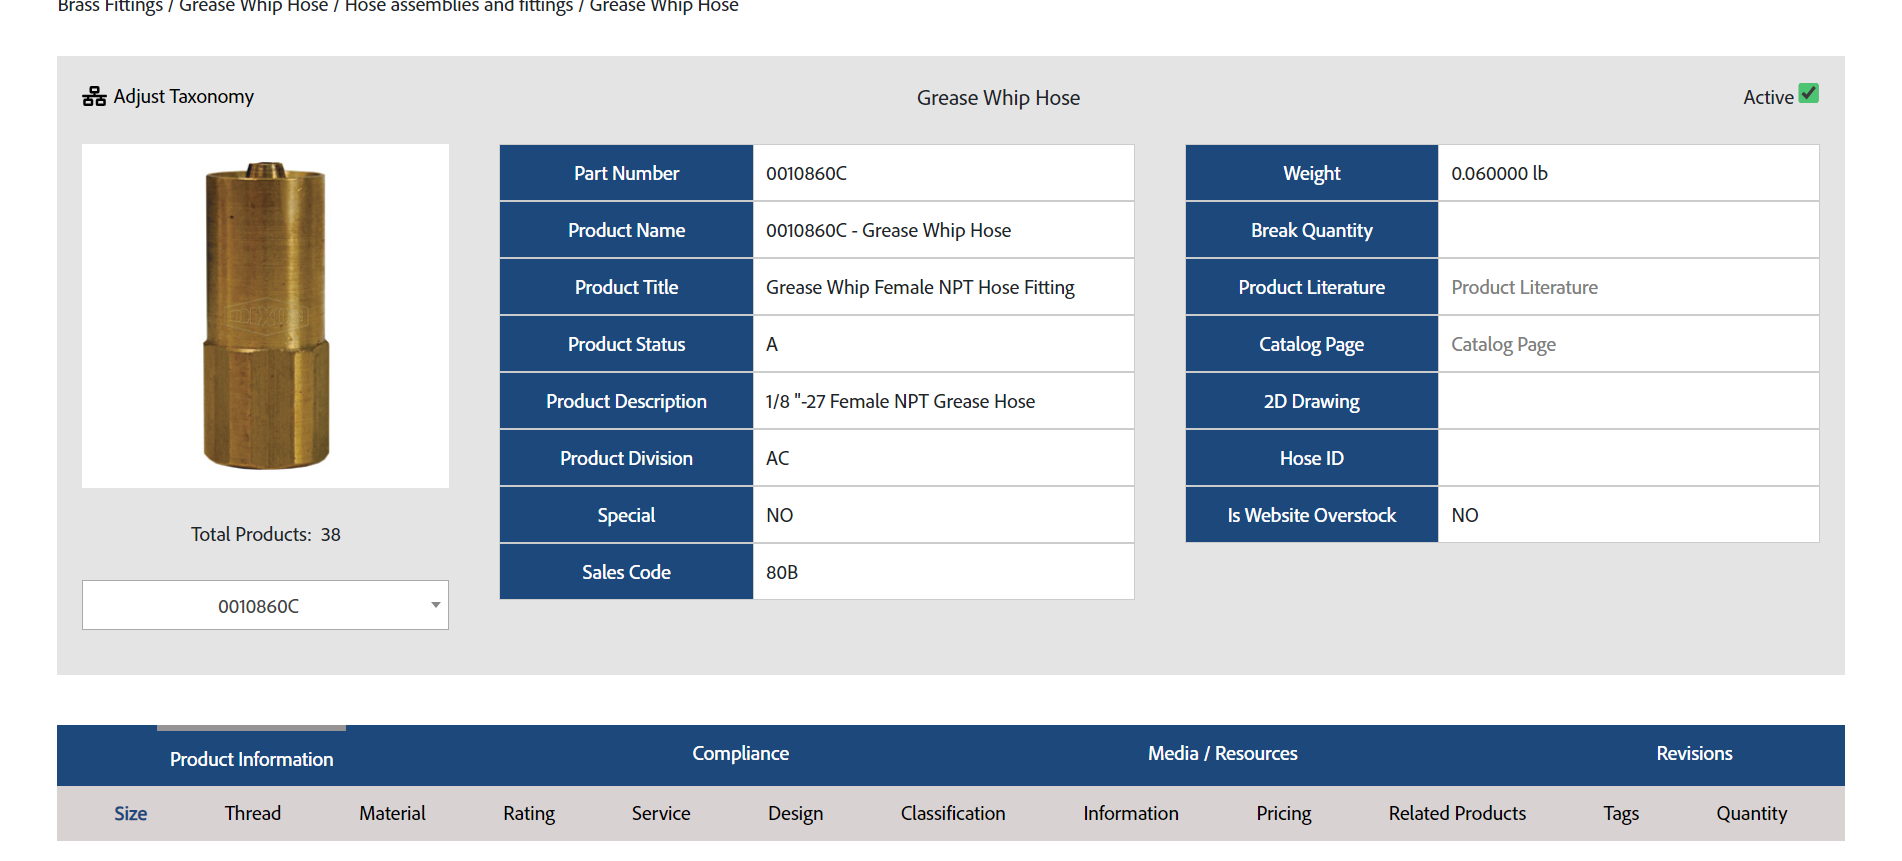 Brass Fittings / Grease Whip Hose / Hose assemblies and fittings / Grease Whip Hose
Adjust Taxonomy
Grease Whip Hose
Active
DIXON
Total Products: 38
0010860C
Part Number 0010860C
Product Name 0010860C - Grease Whip Hose
Product Title Grease Whip Female NPT Hose Fitting
Product Status A
Product Description 1/8 "-27 Female NPT Grease Hose
Product Division AC
Special NO
Sales Code 80B
Weight 0.060000 lb
Break Quantity
Product Literature Product Literature
Catalog Page Catalog Page
2D Drawing
Hose ID
Is Website Overstock NO
Product Information Compliance Media / Resources Revisions
Size Thread Material Rating Service Design Classification Information Pricing Related Products Tags Quantity